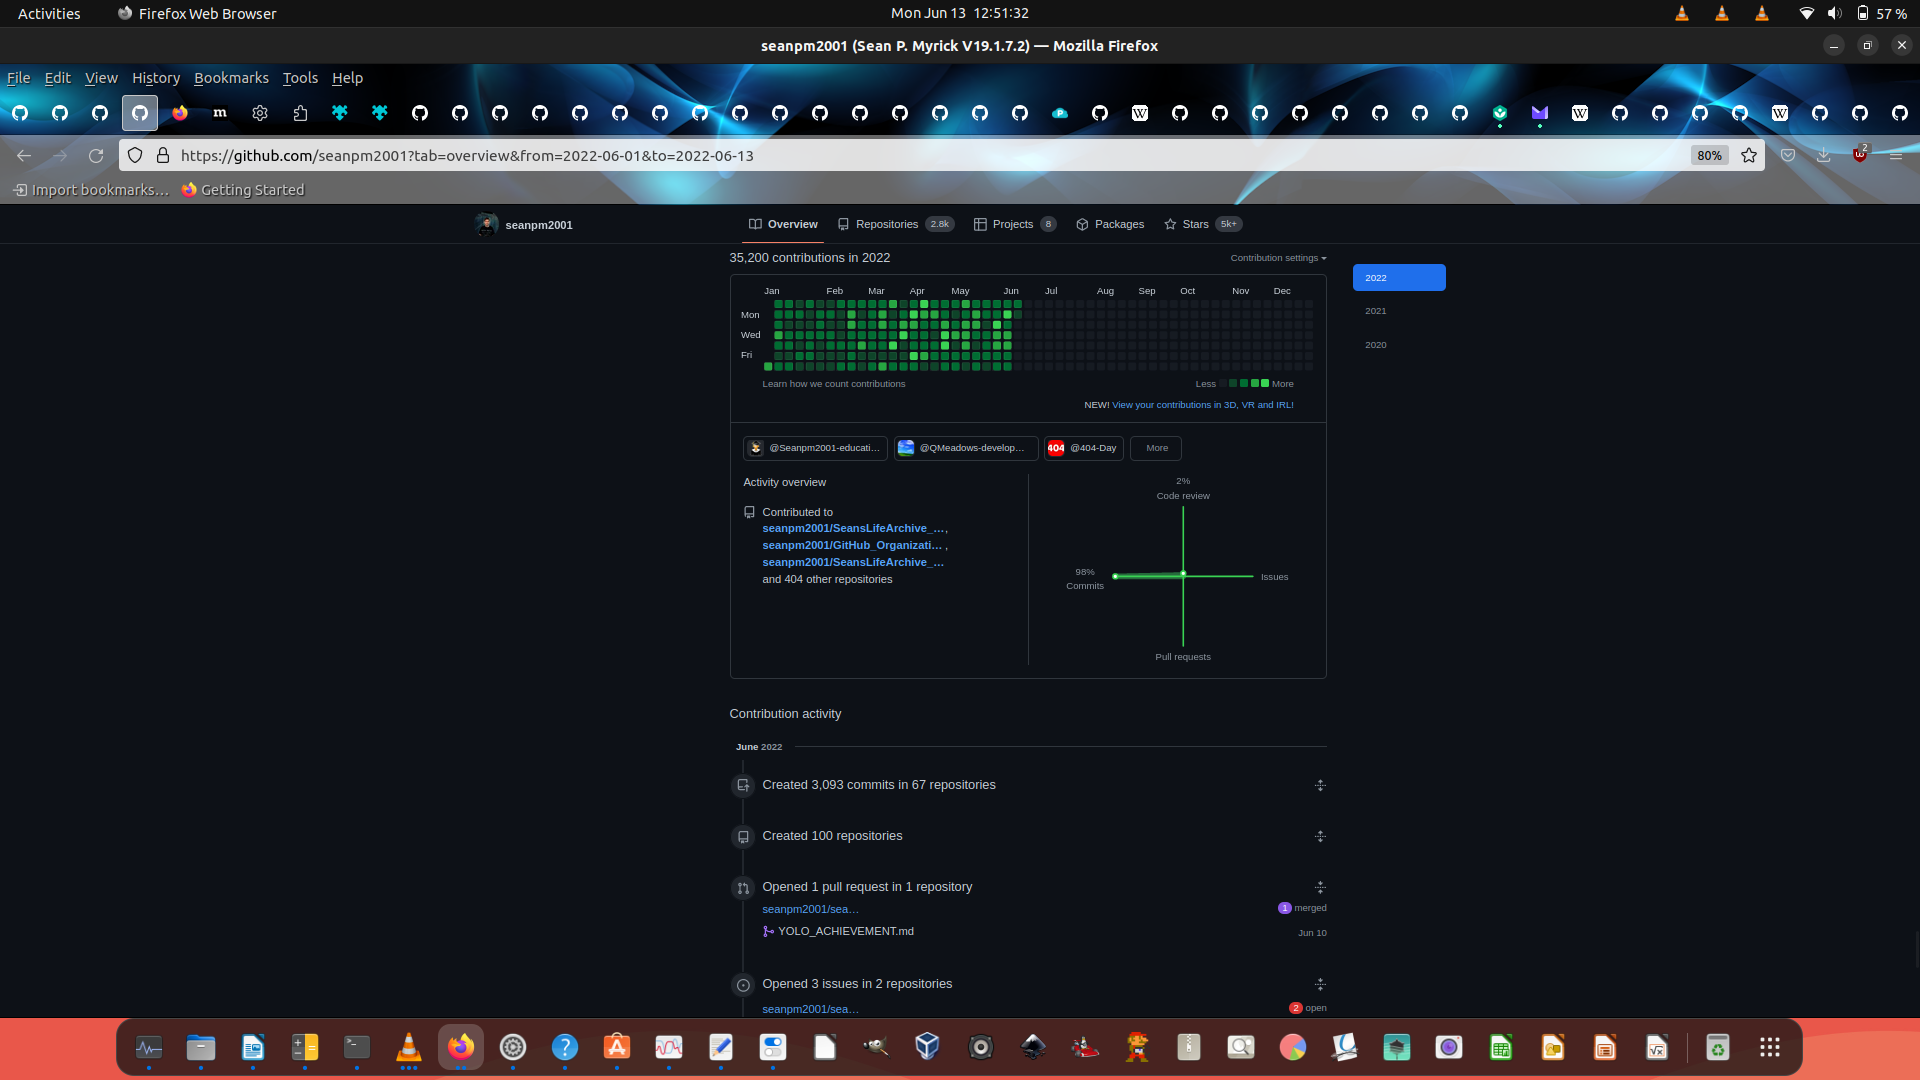 Activities
Firefox Web Browser
Mon Jun 13 12:51:32
57 %
seanpm2001 (Sean P. Myrick V19.1.7.2) — Mozilla Firefox
File Edit View History Bookmarks Tools Help
m
P
W
W
W
https://github.com/seanpm2001?tab=overview&from=2022-06-01&to=2022-06-13
80%
2
Import bookmarks…
Getting Started
seanpm2001
Overview
Repositories 2.8k
Projects 8
Packages
Stars 5k+
35,200 contributions in 2022
Contribution settings
2022
2021
2020
Jan Feb Mar Apr May Jun Jul Aug Sep Oct Nov Dec
Mon
Wed
Fri
Learn how we count contributions
Less More
NEW! View your contributions in 3D, VR and IRL!
@Seanpm2001-educati…
@QMeadows-develop…
404 @404-Day
More
Activity overview
Contributed to
seanpm2001/SeansLifeArchive_…,
seanpm2001/GitHub_Organizati… ,
seanpm2001/SeansLifeArchive_…
and 404 other repositories
2%
Code review
98%
Commits
Issues
Pull requests
Contribution activity
June 2022
Created 3,093 commits in 67 repositories
Created 100 repositories
Opened 1 pull request in 1 repository
seanpm2001/sea…
1 merged
YOLO_ACHIEVEMENT.md
Jun 10
Opened 3 issues in 2 repositories
seanpm2001/sea…
2 open